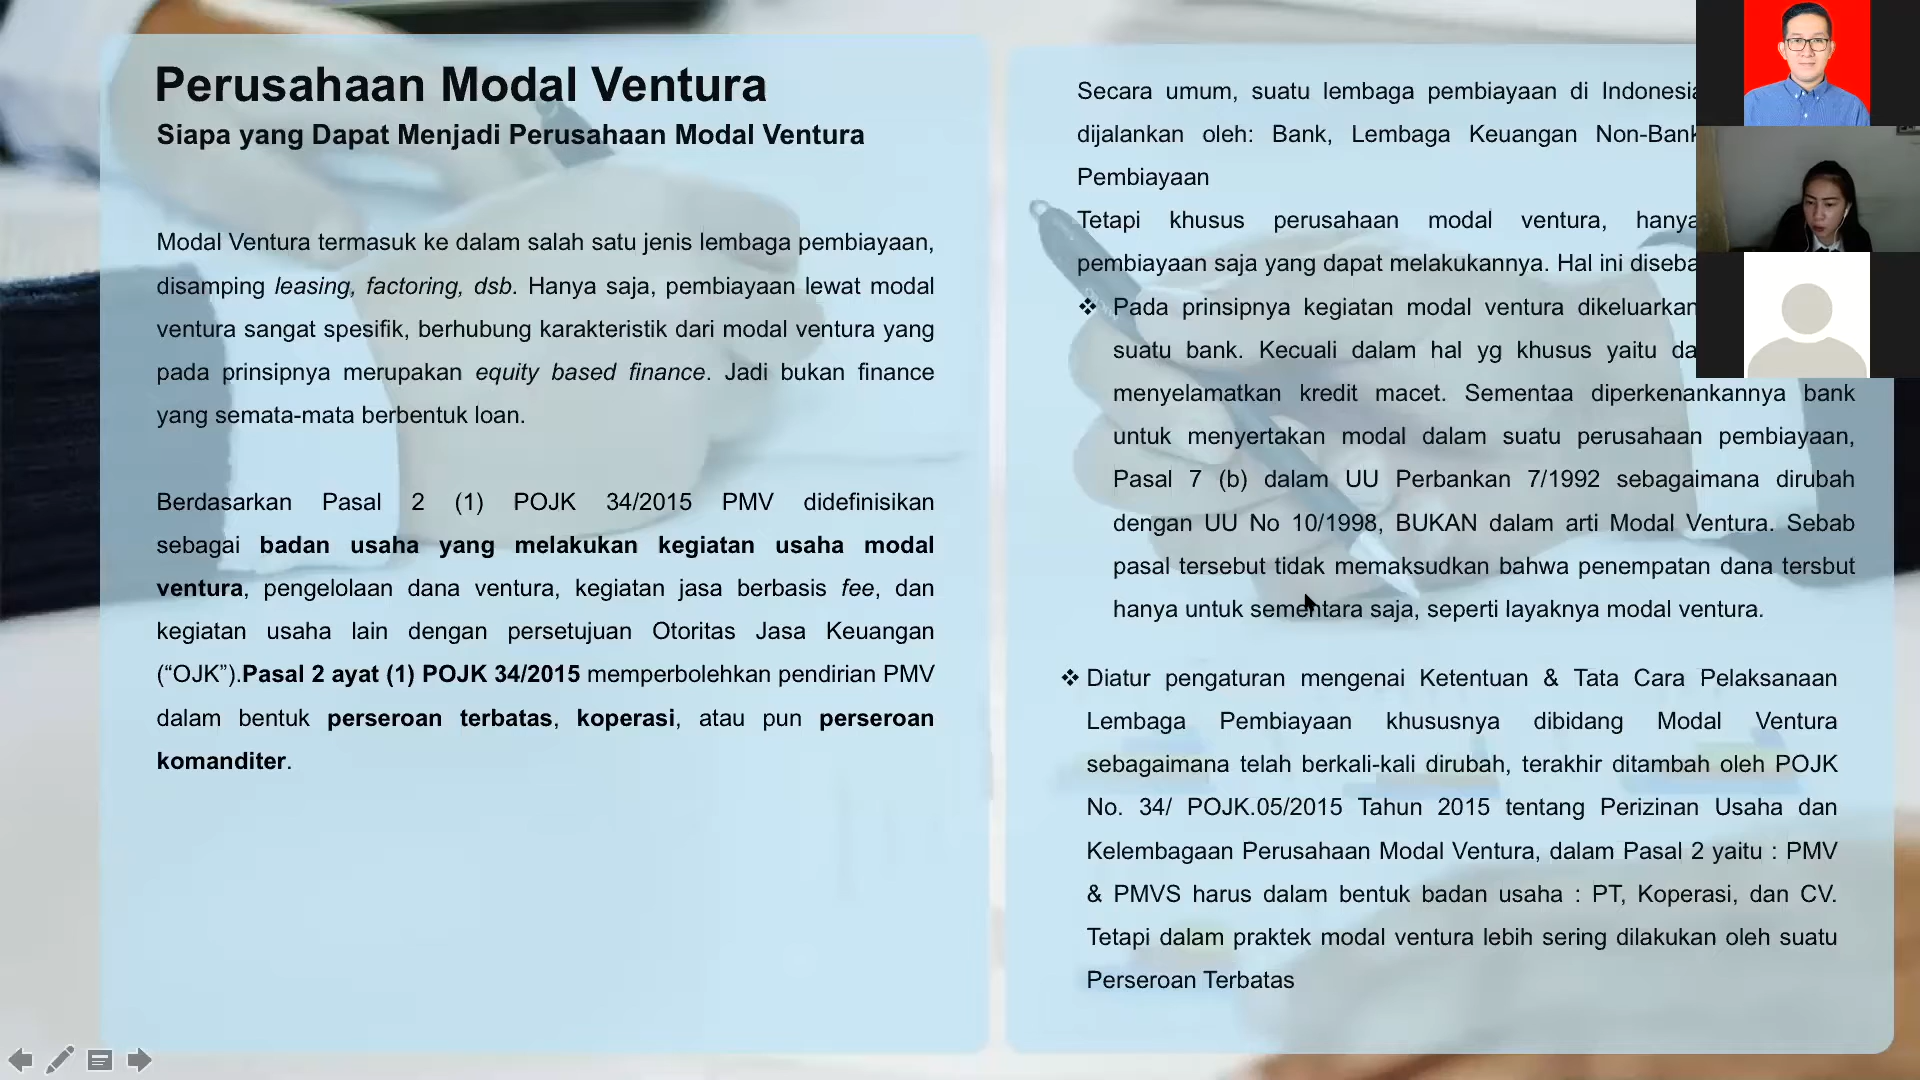 Perusahaan Modal Ventura
Siapa yang Dapat Menjadi Perusahaan Modal Ventura
Modal Ventura termasuk ke dalam salah satu jenis lembaga pembiayaan,
disamping leasing, factoring, dsb. Hanya saja, pembiayaan lewat modal
ventura sangat spesifik, berhubung karakteristik dari modal ventura yang
pada prinsipnya merupakan equity based finance. Jadi bukan finance
yang semata-mata berbentuk loan.
Berdasarkan Pasal 2 (1) POJK 34/2015 PMV didefinisikan
sebagai badan usaha yang melakukan kegiatan usaha modal
ventura, pengelolaan dana ventura, kegiatan jasa berbasis fee, dan
kegiatan usaha lain dengan persetujuan Otoritas Jasa Keuangan
(“OJK”).Pasal 2 ayat (1) POJK 34/2015 memperbolehkan pendirian PMV
dalam bentuk perseroan terbatas, koperasi, atau pun perseroan
komanditer.
Secara umum, suatu lembaga pembiayaan di Indonesia
dijalankan oleh: Bank, Lembaga Keuangan Non-Bank
Pembiayaan
Tetapi khusus perusahaan modal ventura, hanya
pembiayaan saja yang dapat melakukannya. Hal ini
❖ Pada prinsipnya kegiatan modal ventura dikeluarkan
suatu bank. Kecuali dalam hal yg khusus yaitu
menyelamatkan kredit macet. Sementaa diperkenankannya bank
untuk menyertakan modal dalam suatu perusahaan pembiayaan,
Pasal 7 (b) dalam UU Perbankan 7/1992 sebagaimana dirubah
dengan UU No 10/1998, BUKAN dalam arti Modal Ventura. Sebab
pasal tersebut tidak memaksudkan bahwa penempatan dana tersbut
hanya untuk sementara saja, seperti layaknya modal ventura.
❖ Diatur pengaturan mengenai Ketentuan & Tata Cara Pelaksanaan
Lembaga Pembiayaan khususnya dibidang Modal Ventura
sebagaimana telah berkali-kali dirubah, terakhir ditambah oleh POJK
No. 34/ POJK.05/2015 Tahun 2015 tentang Perizinan Usaha dan
Kelembagaan Perusahaan Modal Ventura, dalam Pasal 2 yaitu : PMV
& PMVS harus dalam bentuk badan usaha : PT, Koperasi, dan CV.
Tetapi dalam praktek modal ventura lebih sering dilakukan oleh suatu
Perseroan Terbatas